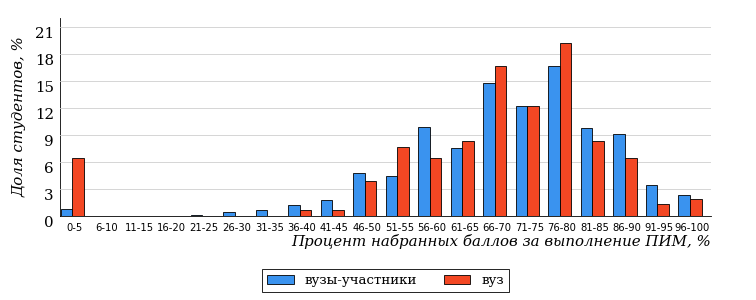 Доля студентов, %
21
18
15
12
9
6
3
0
0-5 6-10 11-15 16-20 21-25 26-30 31-35 36-40 41-45 46-50 51-55 56-60 61-65 66-70 71-75 76-80 81-85 86-90 91-95 96-100
Процент набранных баллов за выполнение ПИМ, %
вузы-участники вуз